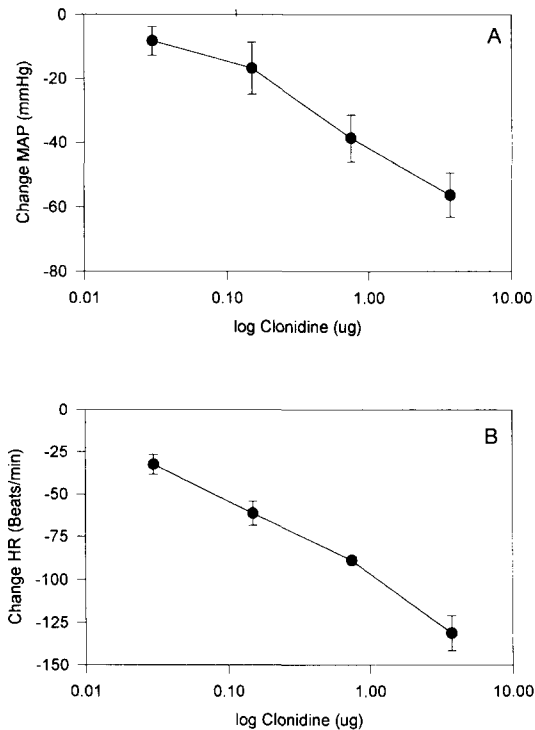 A
0
-20
-40
-60
-80
Change MAP (mmHg)
0.01 0.10 1.00 10.00
log Clonidine (ug)
B
0
-25
-50
-75
-100
-125
-150
Change HR (Beats/min)
0.01 0.10 1.00 10.00
log Clonidine (ug)